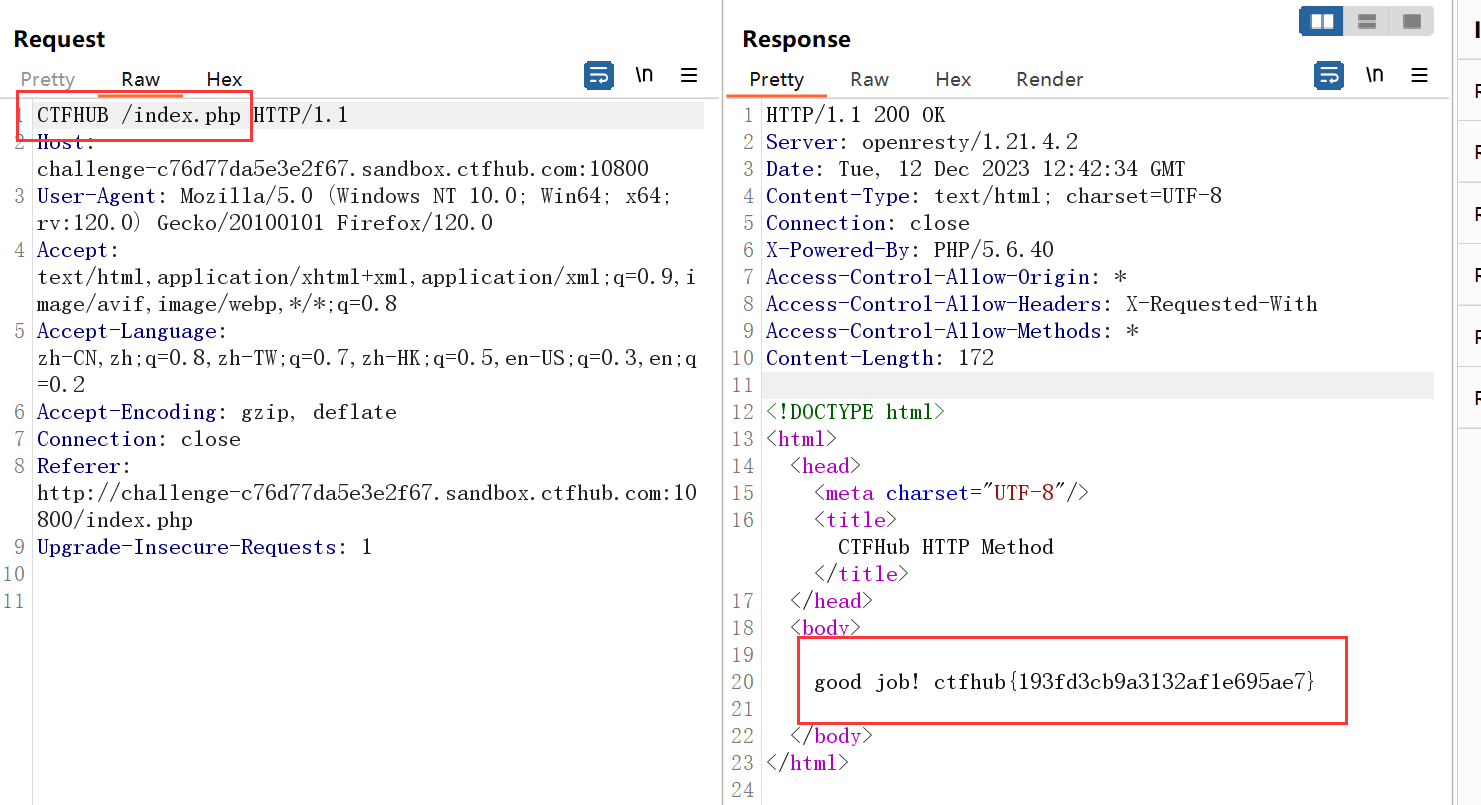 Request
Pretty Raw Hex
\n
1 CTFHUB /index.php HTTP/1.1
2 Host:
challenge-c76d77da5e3e2f67.sandbox.ctfhub.com:10800
3 User-Agent: Mozilla/5.0 (Windows NT 10.0; Win64; x64;
rv:120.0) Gecko/20100101 Firefox/120.0
4 Accept:
text/html,application/xhtml+xml,application/xml;q=0.9,i
mage/avif,image/webp,*/*;q=0.8
5 Accept-Language:
zh-CN,zh;q=0.8,zh-TW;q=0.7,zh-HK;q=0.5,en-US;q=0.3,en;q
=0.2
6 Accept-Encoding: gzip, deflate
7 Connection: close
8 Referer:
http://challenge-c76d77da5e3e2f67.sandbox.ctfhub.com:10
800/index.php
9 Upgrade-Insecure-Requests: 1
10
11
Response
Pretty Raw Hex Render
\n
1 HTTP/1.1 200 OK
2 Server: openresty/1.21.4.2
3 Date: Tue, 12 Dec 2023 12:42:34 GMT
4 Content-Type: text/html; charset=UTF-8
5 Connection: close
6 X-Powered-By: PHP/5.6.40
7 Access-Control-Allow-Origin: *
8 Access-Control-Allow-Headers: X-Requested-With
9 Access-Control-Allow-Methods: *
10 Content-Length: 172
11
12 <!DOCTYPE html>
13 <html>
14 <head>
15 <meta charset="UTF-8"/>
16 <title>
CTFHub HTTP Method
</title>
17 </head>
18 <body>
19
20 good job! ctfhub{193fd3cb9a3132af1e695ae7}
21
22 </body>
23 </html>
24